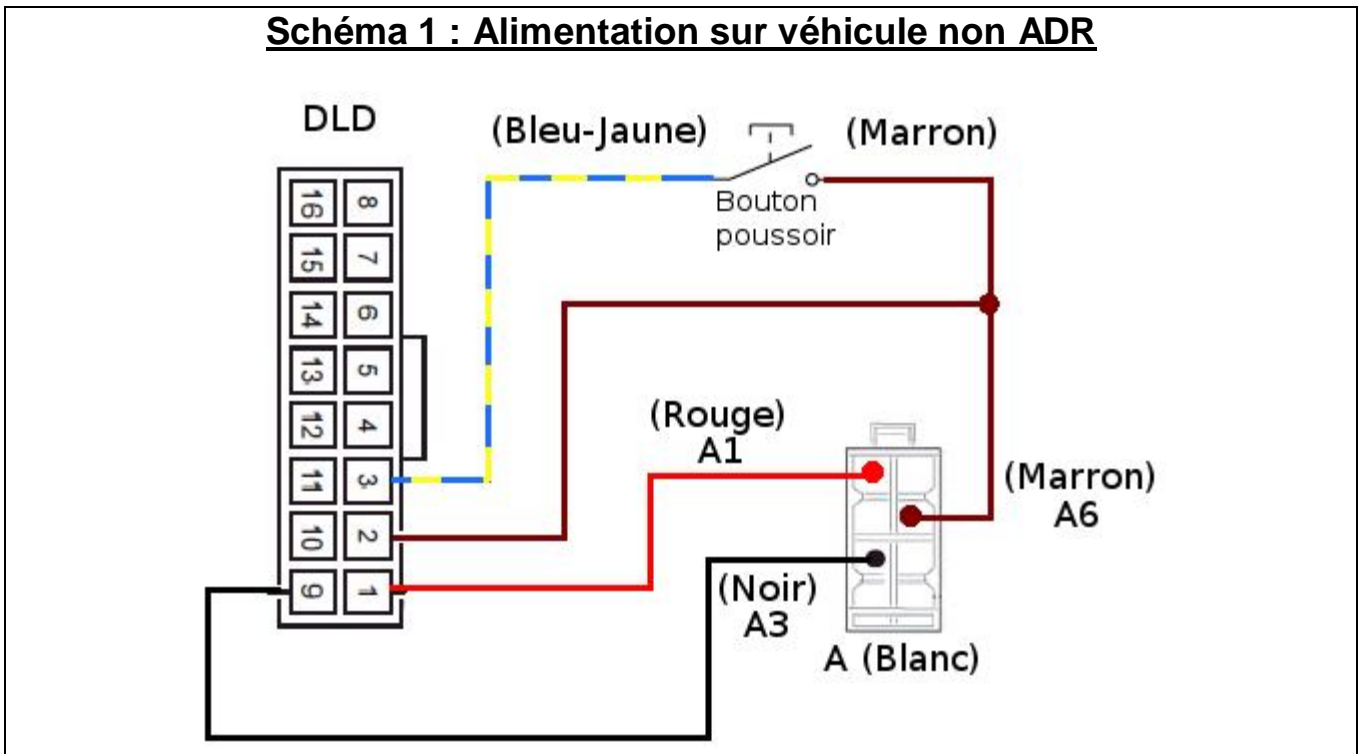 Schéma 1 : Alimentation sur véhicule non ADR
DLD
(Bleu-Jaune)
(Marron)
Bouton
poussoir
16 8
15 7
14 6
13 5
12 4
11 3
10 2
9 1
(Rouge)
A1
(Marron)
A6
(Noir)
A3
A (Blanc)